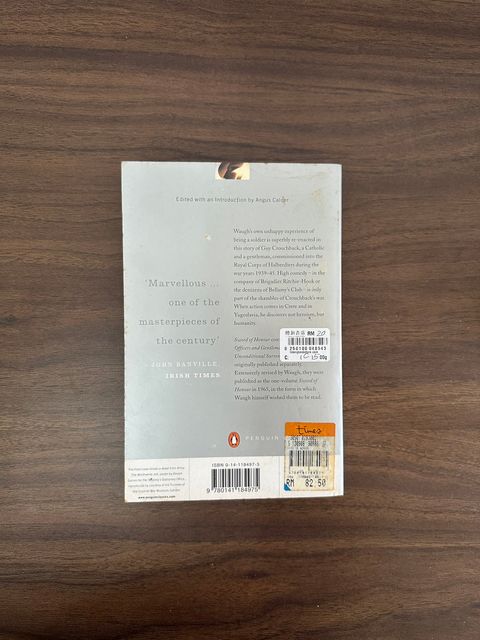 Edited with an Introduction by Angus Calder
Waugh's own unhappy experience of
being a soldier is superbly re-enacted in
this story of Guy Crouchback, a Catholic
and a gentleman, commissioned into the
Royal Corps of Halberdiers during the
war years 1939-45. High comedy – in the
company of Brigadier Ritchie-Hook or
the denizens of Bellamy's Club – is only
part of the shambles of Crouchback's war.
When action comes in Crete and in
Yugoslavia, he discovers not heroism, but
humanity.
'Marvellous ...
one of the
masterpieces of
the century'
JOHN BANVILLE,
IRISH TIMES
Sword of Honour
Officers and
Unconditional
originally published separately.
Extensively revised by Waugh, they were
published as the one-volume Sword of
Honour in 1965, in the form in which
Waugh himself wished them to be read.
RM 20
C:
PENGUIN
times
RM 82.50
ISBN 0-14-118497-5
9 780141 184975
www.penguinclassics.com